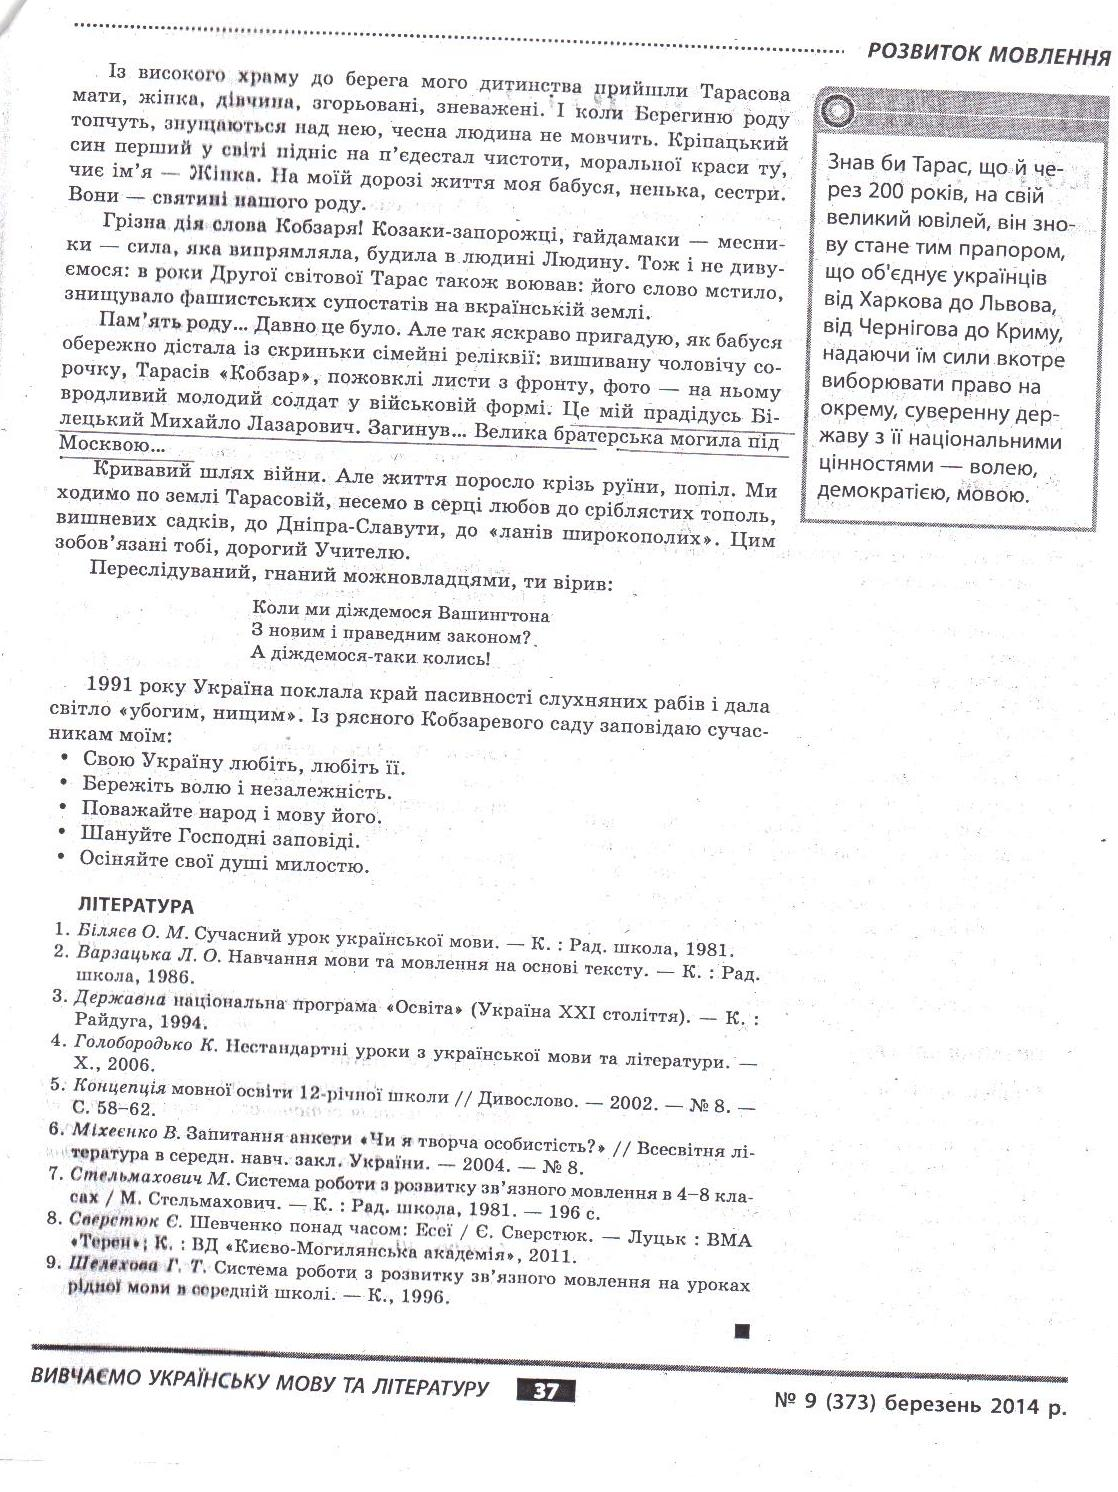 РОЗВИТОК МОВЛЕННЯ
Із високого храму до берега мого дитинства прийшли Тарасова
мати, жінка, дівчина, згорьовані, зневажені. І коли Берегиню роду
топчуть, знущаються над нею, чесна людина не мовчить. Кріпацький
син перший у світі підніс на п’єдестал чистоти, моральної краси ту,
чиє ім’я — Жінка. На моїй дорозі життя моя бабуся, ненька, сестри.
Вони — святині нашого роду.
Грізна дія слова Кобзаря! Козаки-запорожці, гайдамаки — месни-
ки — сила, яка випрямляла, будила в людині Людину. Тож і не диву-
ємося: в роки Другої світової Тарас також воював: його слово мстило,
знищувало фашистських супостатів на вкраїнській землі.
Пам’ять роду... Давно це було. Але так яскраво пригадую, як бабуся
обережно дістала із скриньки сімейні реліквії: вишивану чоловічу со-
рочку, Тарасів «Кобзар», пожовклі листи з фронту, фото — на ньому
вродливий молодий солдат у військовій формі. Це мій прадідусь Бі-
лецький Михайло Лазарович. Загинув... Велика братерська могила під
Москвою...
Кривавий шлях війни. Але життя поросло крізь руїни, попіл. Ми
ходимо по землі Тарасовій, несемо в серці любов до сріблястих тополь,
вишневих садків, до Дніпра-Славути, до «ланів широкополих». Цим
зобов’язані тобі, дорогий Учителю.
Переслідуваний, гнаний можновладцями, ти вірив:
Коли ми діждемося Вашингтона
З новим і праведним законом?
А діждемося-таки колись!
1991 року Україна поклала край пасивності слухняних рабів і дала
світло «убогим, нищим». Із рясного Кобзаревого саду заповідаю сучас-
никам моїм:
• Свою Україну любіть, любіть її.
• Бережіть волю і незалежність.
• Поважайте народ і мову його.
• Шануйте Господні заповіді.
• Осіняйте свої душі милостю.
Знав би Тарас, що й че-
рез 200 років, на свій
великий ювілей, він зно-
ву стане тим прапором,
що об'єднує українців
від Харкова до Львова,
від Чернігова до Криму,
надаючи їм сили вкотре
виборювати право на
окрему, суверенну дер-
жаву з її національними
цінностями — волею,
демократією, мовою.
ЛІТЕРАТУРА
1. Біляєв О. М. Сучасний урок української мови. — К. : Рад. школа, 1981.
2. Варзацька Л. О. Навчання мови та мовлення на основі тексту. — К. : Рад.
школа, 1986.
3. Державна національна програма «Освіта» (Україна XXI століття). — К. :
Райдуга, 1994.
4. Голобородько К. Нестандартні уроки з української мови та літератури. —
Х., 2006.
5. Концепція мовної освіти 12-річної школи // Дивослово. — 2002. — № 8. —
С. 58–62.
6. Міхеєнко В. Запитання анкети «Чи я творча особистість?» // Всесвітня лі-
тература в середн. навч. закл. України. — 2004. — № 8.
7. Стельмахович М. Система роботи з розвитку зв’язного мовлення в 4–8 кла-
сах / М. Стельмахович. — К. : Рад. школа, 1981. — 196 с.
8. Сверстюк Є. Шевченко понад часом: Есеї / Є. Сверстюк. — Луцьк : ВМА
«Терен»; К. : ВД «Києво-Могилянська академія», 2011.
9. Шелехова Г. Т. Система роботи з розвитку зв’язного мовлення на уроках
рідної мови в середній школі. — К., 1996.
ВИВЧАЄМО УКРАЇНСЬКУ МОВУ ТА ЛІТЕРАТУРУ 37 № 9 (373) березень 2014 р.